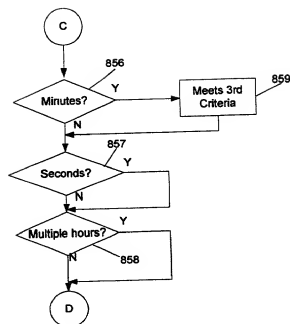 C
856
Minutes?
Y
Meets 3rd
Criteria
859
N
857
Seconds?
Y
N
Multiple hours?
Y
N
858
D